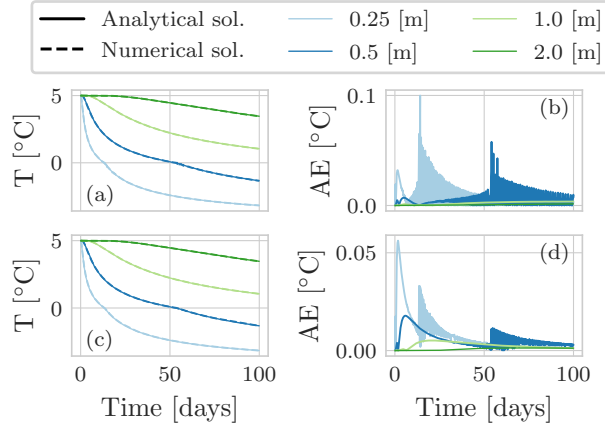 Analytical sol. 0.25 [m] 1.0 [m]
Numerical sol. 0.5 [m] 2.0 [m]
T [°C] 5 0 (a)
AE [°C] 0.1 0.0 (b)
T [°C] 5 0 (c)
0 50 100
Time [days]
AE [°C] 0.05 0.00 (d)
0 50 100
Time [days]